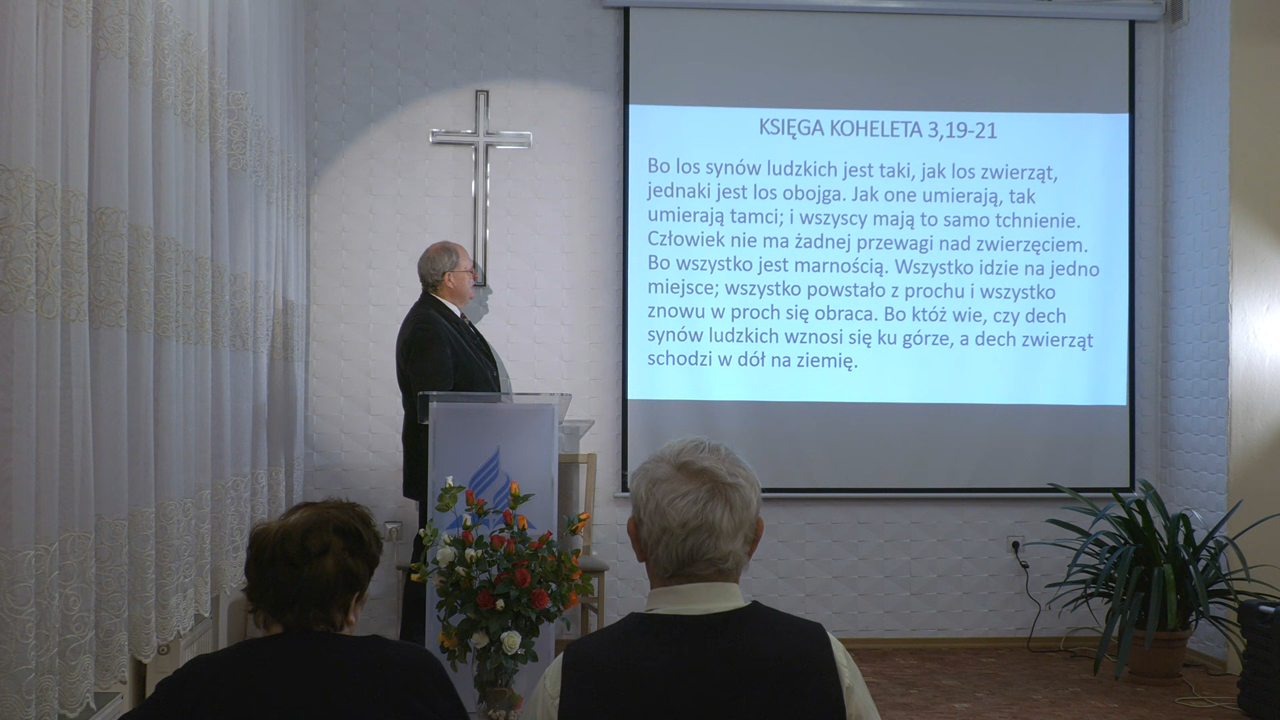 KSIĘGA KOHELETA 3,19-21
Bo los synów ludzkich jest taki, jak los zwierząt,
jednaki jest los obojga. Jak one umierają, tak
umierają tamci; i wszyscy mają to samo tchnienie.
Człowiek nie ma żadnej przewagi nad zwierzęciem.
Bo wszystko jest marnością. Wszystko idzie na jedno
miejsce; wszystko powstało z prochu i wszystko
znowu w proch się obraca. Bo któż wie, czy dech
synów ludzkich wznosi się ku górze, a dech zwierząt
schodzi w dół na ziemię.